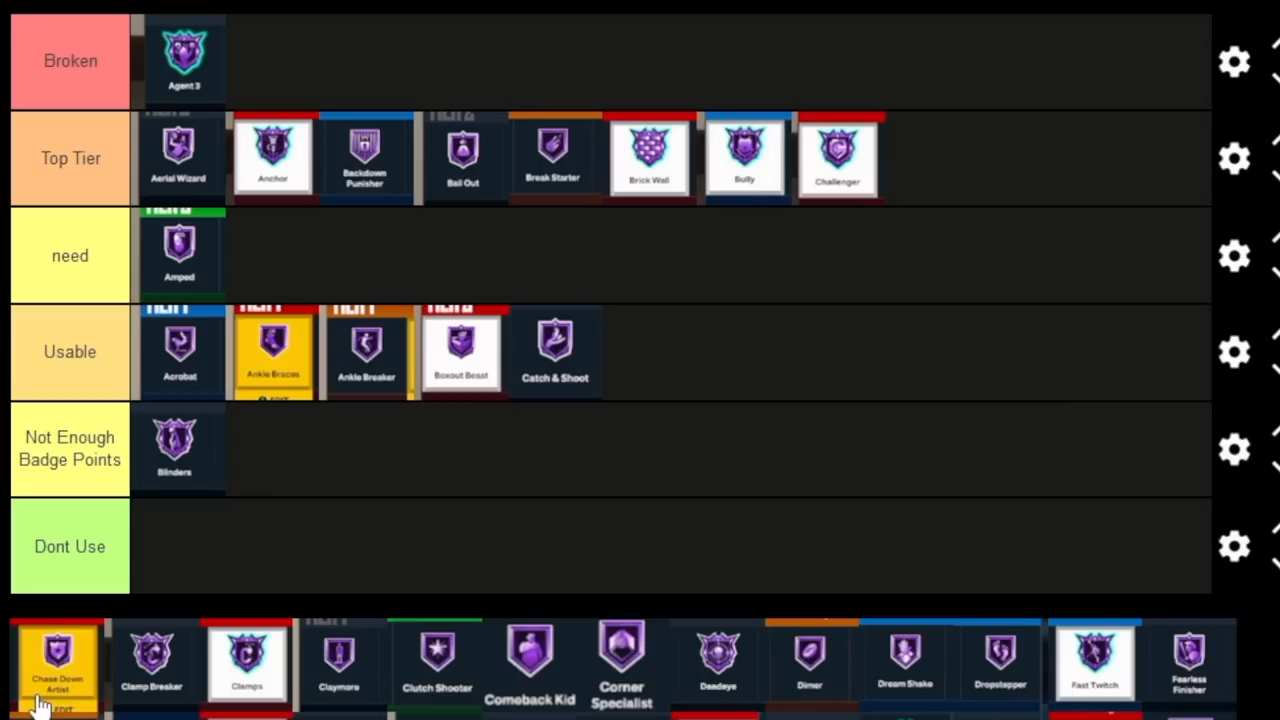 Broken
Agent 3
Top Tier
Aerial Wizard
Anchor
Backdown
Punisher
Bail Out
Break Starter
Brick Wall
Bully
Challenger
need
Amped
Usable
Acrobat
Ankle Braces
EDIT
Ankle Breaker
Boxout Beast
Catch & Shoot
Not Enough
Badge Points
Blinders
Dont Use
Chase Down
Artist
EDIT
Clamp Breaker
Clamps
Claymore
Clutch Shooter
Comeback Kid
Corner
Specialist
Deadeye
Dimer
Dream Shake
Dropstepper
Fast Twitch
Fearless
Finisher